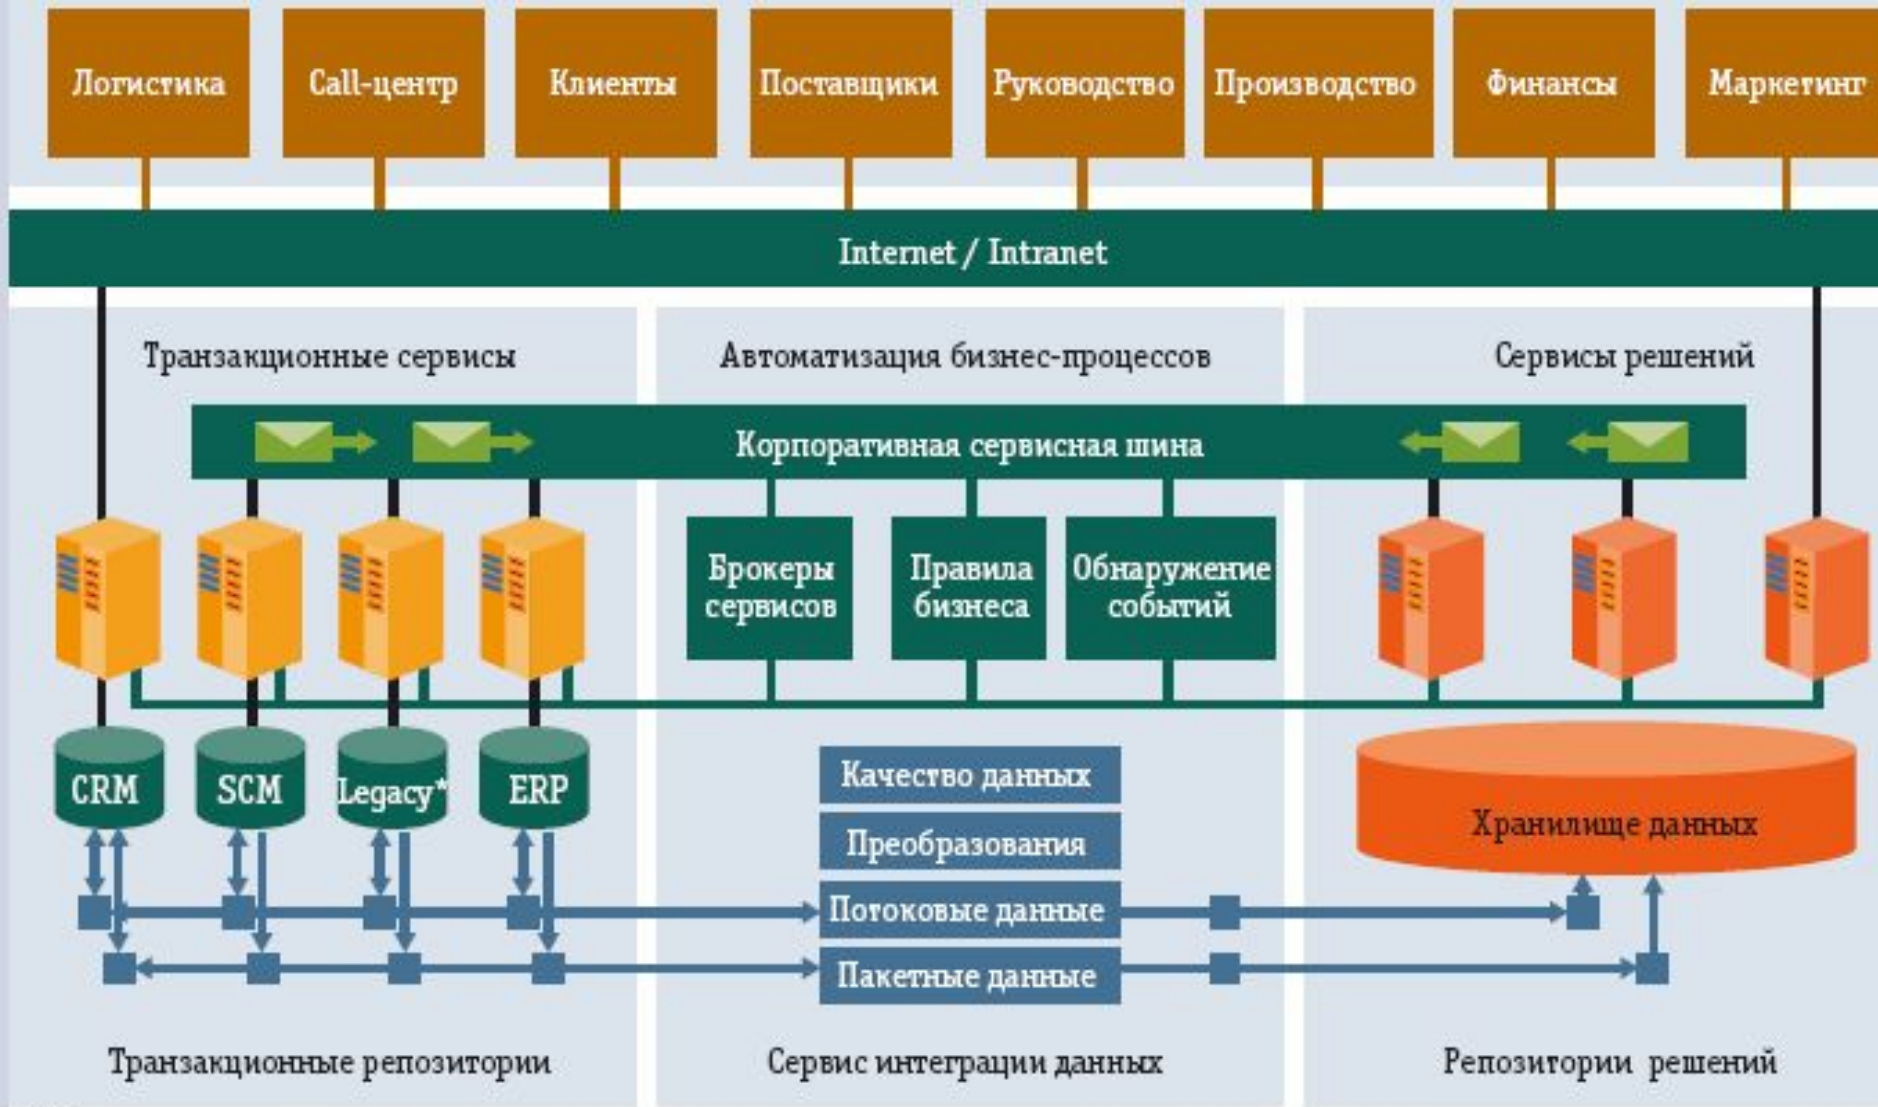 Логистика
Call-центр
Клиенты
Поставщики
Руководство
Производство
Финансы
Маркетинг
Internet / Intranet
Транзакционные сервисы
Автоматизация бизнес-процессов
Сервисы решений
Корпоративная сервисная шина
Брокеры
сервисов
Правила
бизнеса
Обнаружение
событий
CRM
SCM
Legacy*
ERP
Качество данных
Преобразования
Потоковые данные
Пакетные данные
Хранилище данных
Транзакционные репозитории
Сервис интеграции данных
Репозитории решений